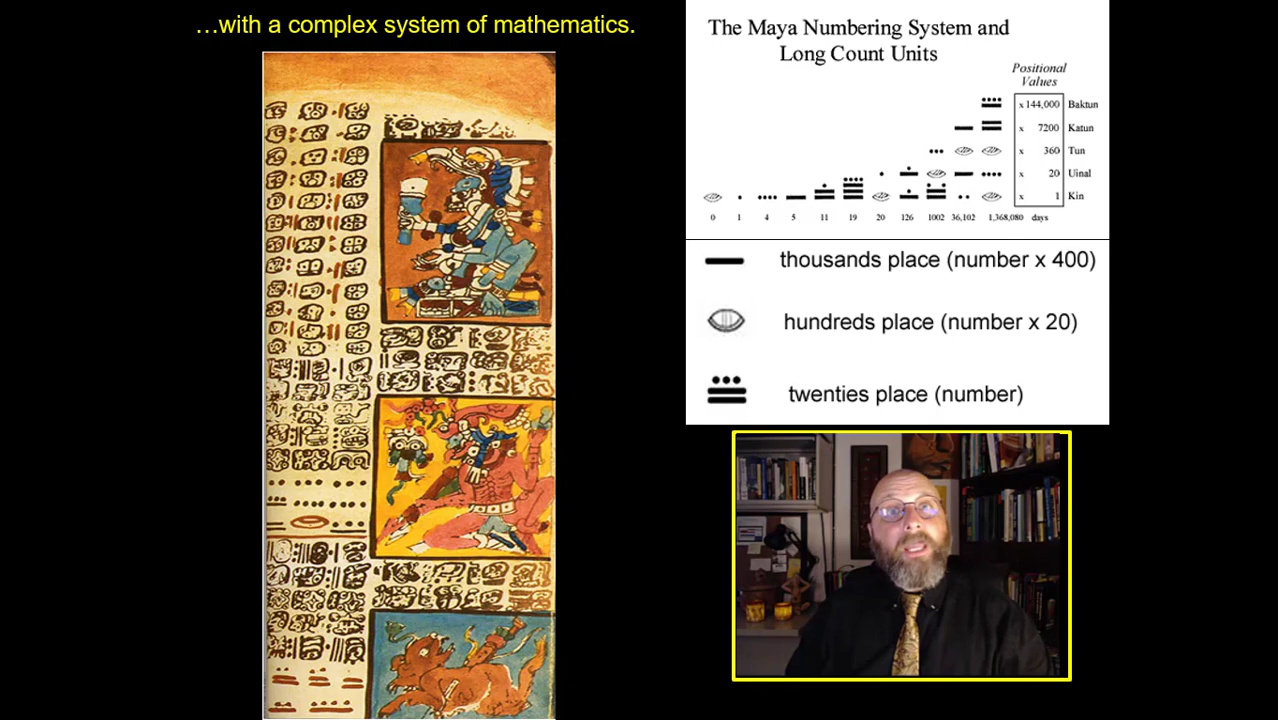 …with a complex system of mathematics.
The Maya Numbering System and
Long Count Units
Positional
Values
x 144,000 Baktun
x 7200 Katun
x 360 Tun
x 20 Uinal
x 1 Kin
0 1 4 5 11 19 20 126 1002 36,102 1,368,080 days
thousands place (number x 400)
hundreds place (number x 20)
twenties place (number)